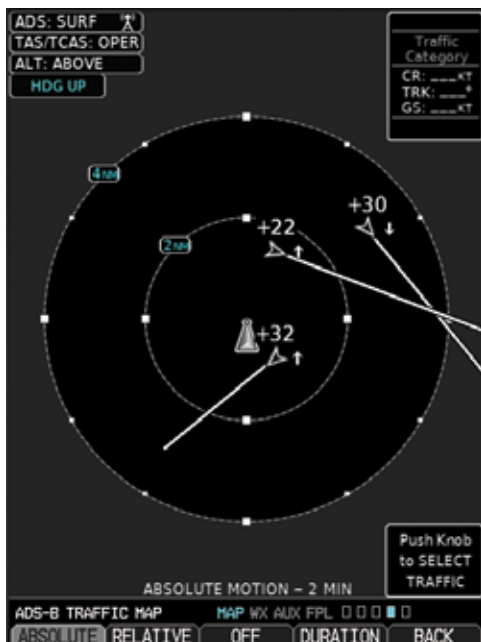 ADS: SURF
TAS/TCAS: OPER
ALT: ABOVE
HDG UP
Traffic
Category
CR: ___KT
TRK: ___°
GS: ___KT
4NM
+30
+22
2NM
+32
Push Knob
to SELECT
TRAFFIC
ABSOLUTE MOTION – 2 MIN
ADS-B TRAFFIC MAP MAP WX AUX FPL
ABSOLUTE RELATIVE OFF DURATION BACK